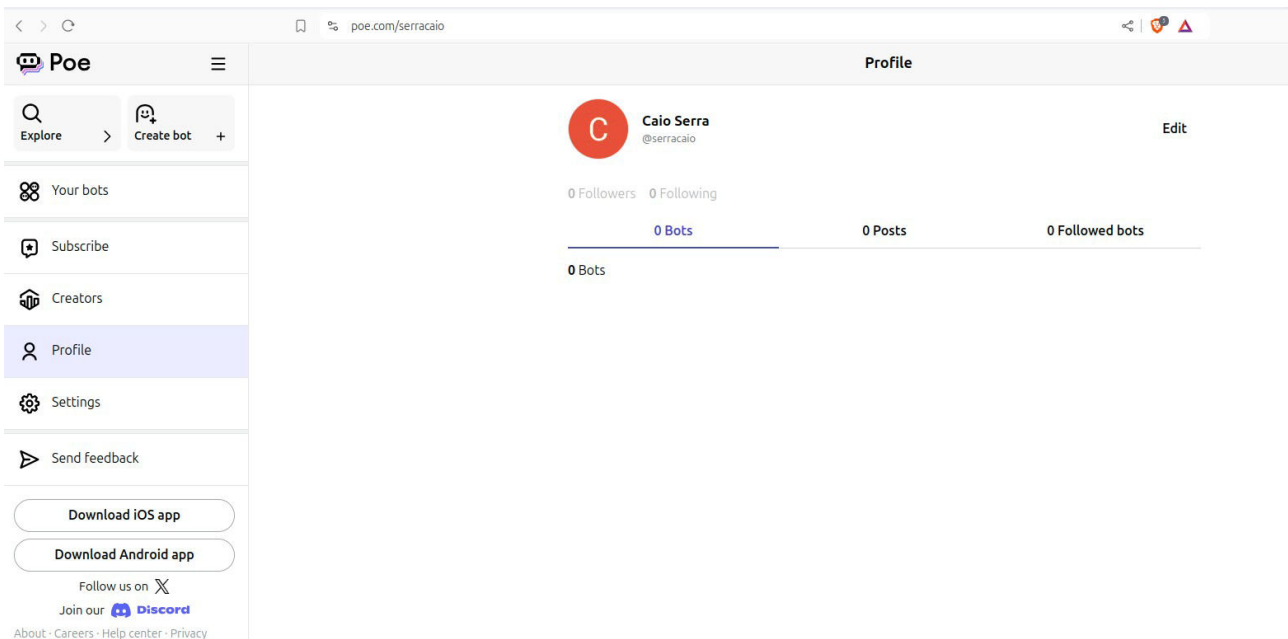 poe.com/serracaio
Poe
Profile
Explore
Create bot +
Your bots
Subscribe
Creators
Profile
Settings
Send feedback
Download iOS app
Download Android app
Follow us on X
Join our Discord
About · Careers · Help center · Privacy
C
Caio Serra
@serracaio
Edit
0 Followers 0 Following
0 Bots 0 Posts 0 Followed bots
0 Bots